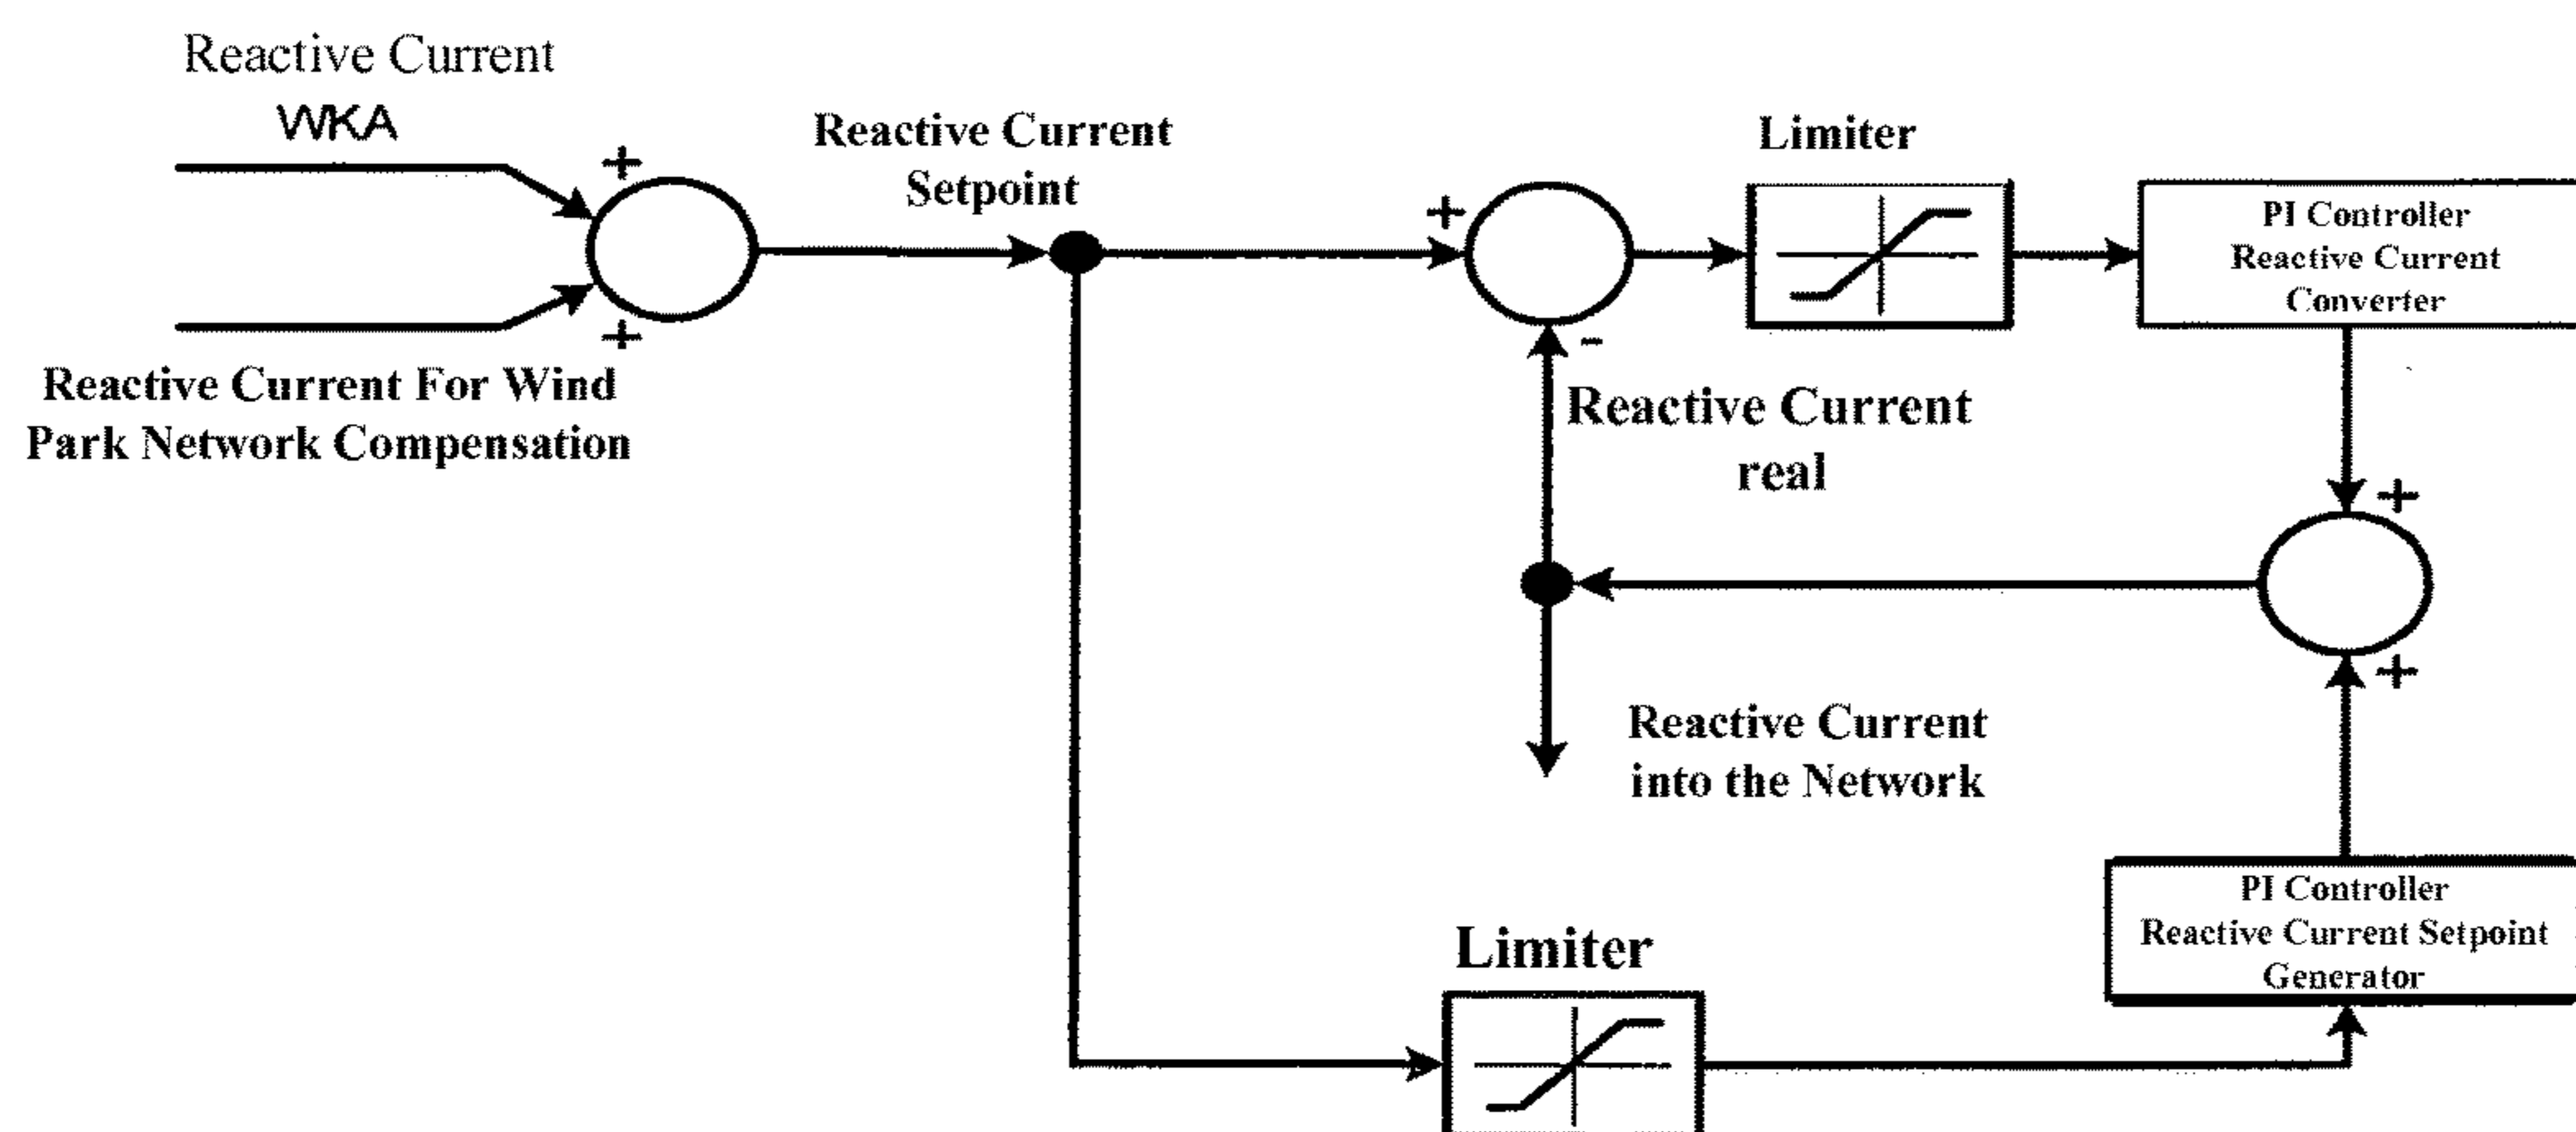 Reactive Current
WKA
+
+
Reactive Current For Wind
Park Network Compensation
Reactive Current
Setpoint
+
-
Limiter
PI Controller
Reactive Current
Converter
Reactive Current
real
+
+
Reactive Current
into the Network
PI Controller
Reactive Current Setpoint
Generator
Limiter